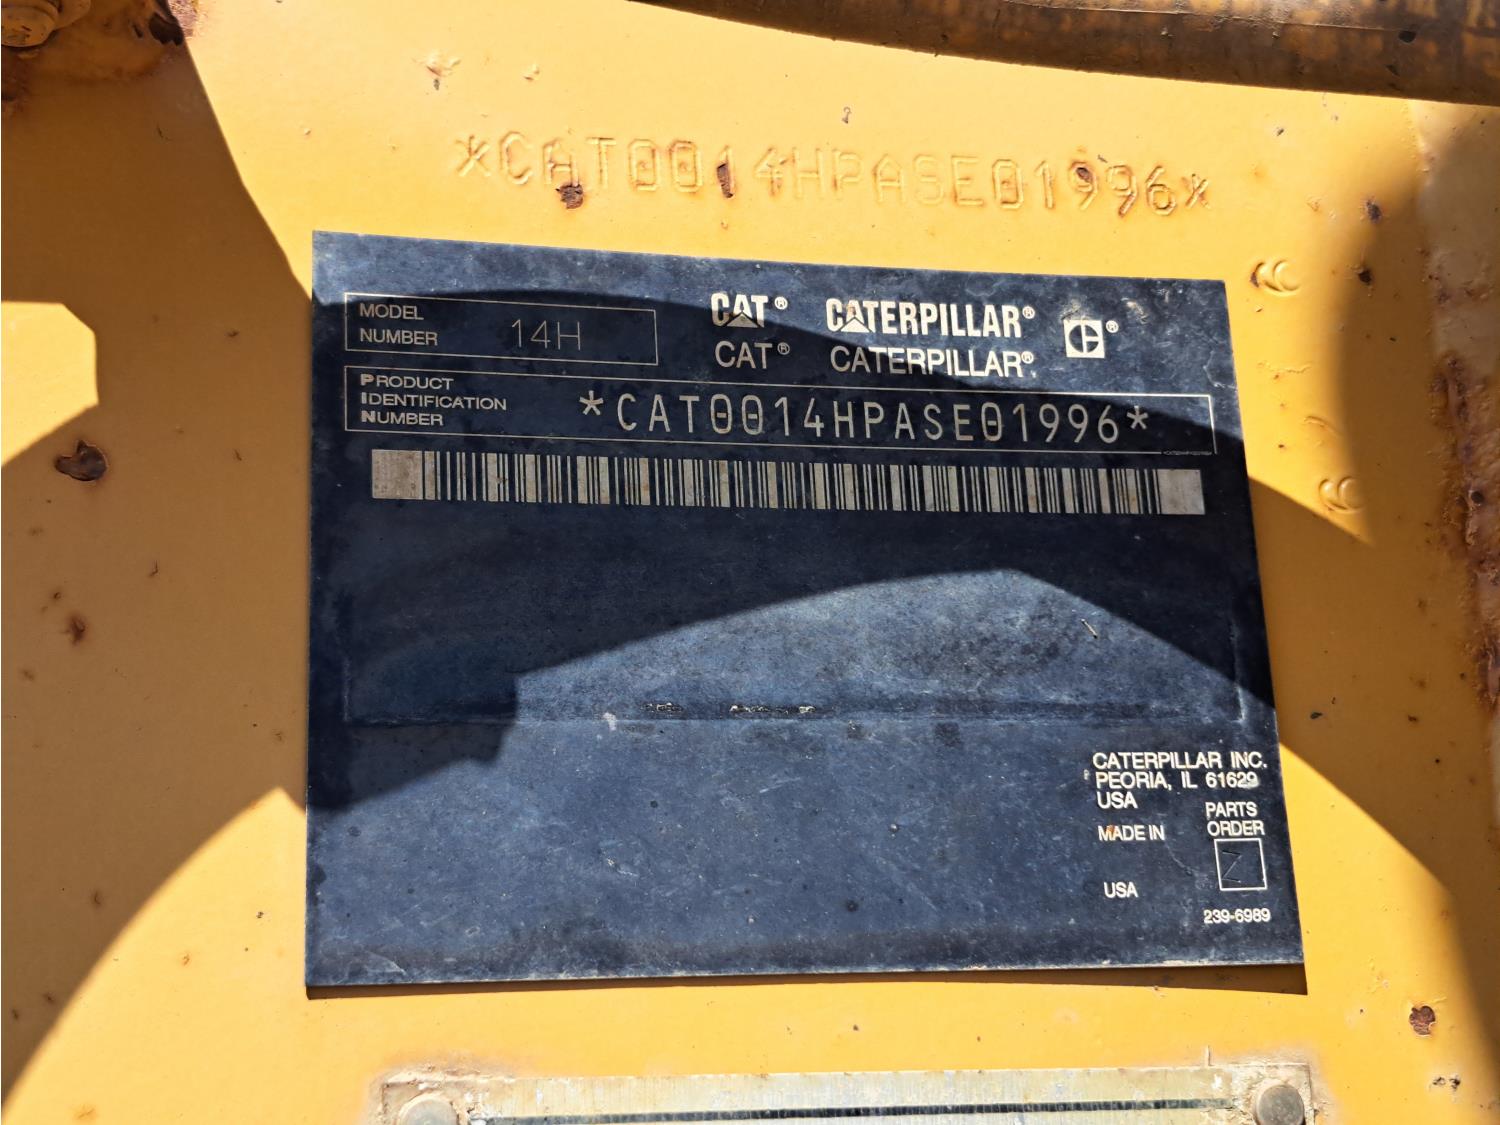 *CAT0014HPASE01996*
MODEL
NUMBER 14H
CAT® CATERPILLAR® ®
CAT® CATERPILLAR®
PRODUCT
IDENTIFICATION
NUMBER
*CAT0014HPASE01996*
CATERPILLAR INC.
PEORIA, IL 61629
USA
MADE IN
USA
PARTS
ORDER
Z
239-6989